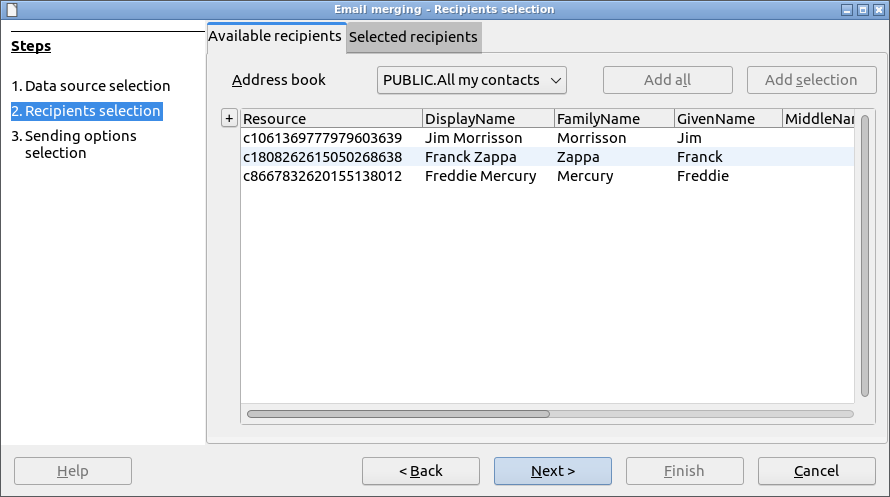 Email merging - Recipients selection
Steps
1. Data source selection
2. Recipients selection
3. Sending options
selection
Available recipients
Selected recipients
Address book
PUBLIC.All my contacts
Add all
Add selection
+
Resource DisplayName FamilyName GivenName MiddleNar
c1061369777979603639 Jim Morrisson Morrisson Jim
c1808262615050268638 Franck Zappa Zappa Franck
c8667832620155138012 Freddie Mercury Mercury Freddie
Help
< Back
Next >
Finish
Cancel